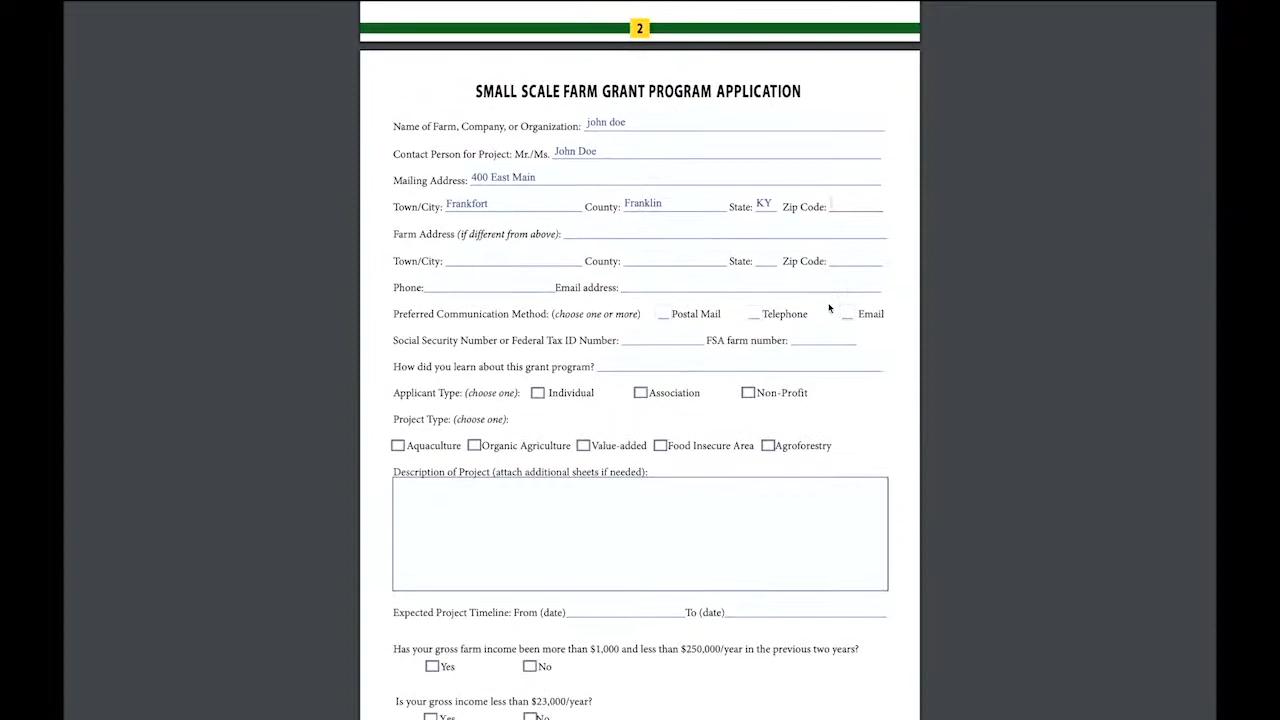 2
SMALL SCALE FARM GRANT PROGRAM APPLICATION
Name of Farm, Company, or Organization: john doe
Contact Person for Project: Mr./Ms. John Doe
Mailing Address: 400 East Main
Town/City: Frankfort County: Franklin State: KY Zip Code:
Farm Address (if different from above):
Town/City: County: State: Zip Code:
Phone: Email address:
Preferred Communication Method: (choose one or more) Postal Mail Telephone Email
Social Security Number or Federal Tax ID Number: FSA farm number:
How did you learn about this grant program?
Applicant Type: (choose one): Individual Association Non-Profit
Project Type: (choose one):
Aquaculture Organic Agriculture Value-added Food Insecure Area Agroforestry
Description of Project (attach additional sheets if needed):
Expected Project Timeline: From (date) To (date)
Has your gross farm income been more than $1,000 and less than $250,000/year in the previous two years?
Yes No
Is your gross income less than $23,000/year?
Yes No